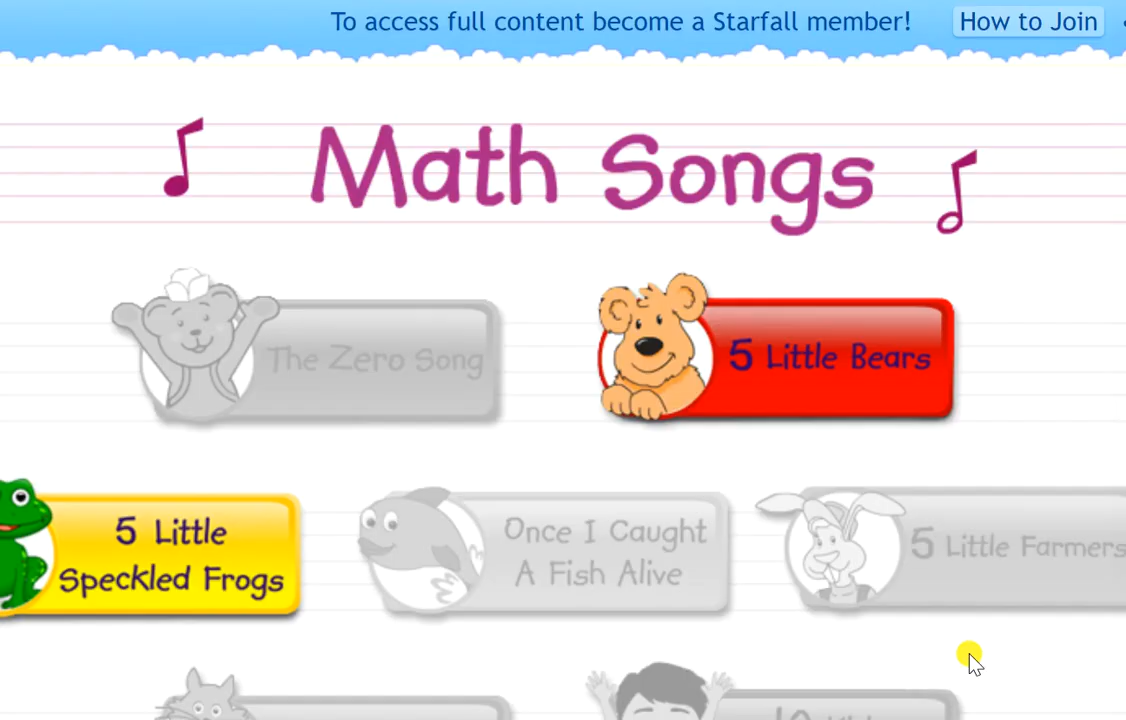 To access full content become a Starfall member!
How to Join
Math Songs
The Zero Song
5 Little Bears
5 Little
Speckled Frogs
Once I Caught
A Fish Alive
5 Little Farmers